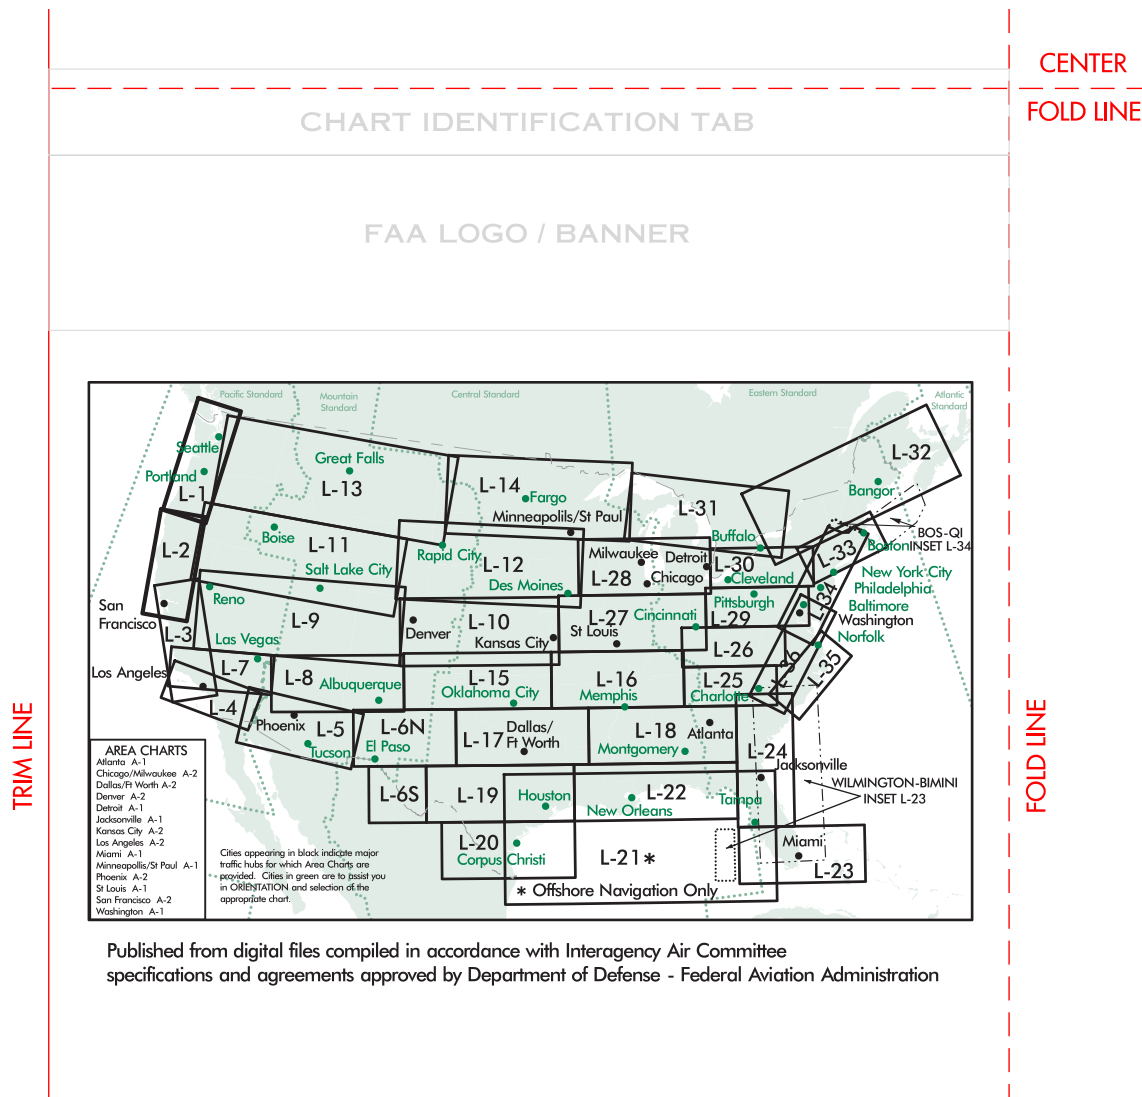 CENTER
FOLD LINE
CHART IDENTIFICATION TAB
FAA LOGO / BANNER
TRIM LINE
FOLD LINE
Pacific Standard
Mountain
Standard
Central Standard
Eastern Standard
Atlantic
Standard
Seattle
Portland
L-1
Great Falls
L-13
L-14
Fargo
Minneapolils/St Paul
L-31
L-32
Bangor
Buffalo
BOS-QI
INSET L-34
Boston
L-33
L-2
Boise
L-11
Salt Lake City
Rapid City
L-12
Des Moines
Milwaukee
L-28
Chicago
Detroit
L-30
Cleveland
New York City
Philadelphia
Baltimore
Washington
Norfolk
L-34
Pittsburgh
L-29
San
Francisco
Reno
L-3
L-9
Las Vegas
Denver
L-10
Kansas City
L-27
St Louis
Cincinnati
L-26
L-36
L-35
Los Angeles
L-7
L-4
L-8
Albuquerque
L-15
Oklahoma City
L-16
Memphis
L-25
Charlotte
Phoenix
L-5
Tucson
L-6N
El Paso
L-17
Dallas/
Ft Worth
L-18
Montgomery
Atlanta
L-24
Jacksonville
WILMINGTON-BIMINI
INSET L-23
L-6S
L-19
Houston
L-22
New Orleans
Tampa
L-20
Corpus Christi
L-21*
Miami
L-23
* Offshore Navigation Only
AREA CHARTS
Atlanta A-1
Chicago/Milwaukee A-2
Dallas/Ft Worth A-2
Denver A-2
Detroit A-1
Jacksonville A-1
Kansas City A-2
Los Angeles A-2
Miami A-1
Minneapollis/St Paul A-1
Phoenix A-2
St Louis A-1
San Francisco A-2
Washington A-1
Cities appearing in black indicate major
traffic hubs for which Area Charts are
provided. Cities in green are to assist you
in ORIENTATION and selection of the
appropriate chart.
Published from digital files compiled in accordance with Interagency Air Committee
specifications and agreements approved by Department of Defense - Federal Aviation Administration